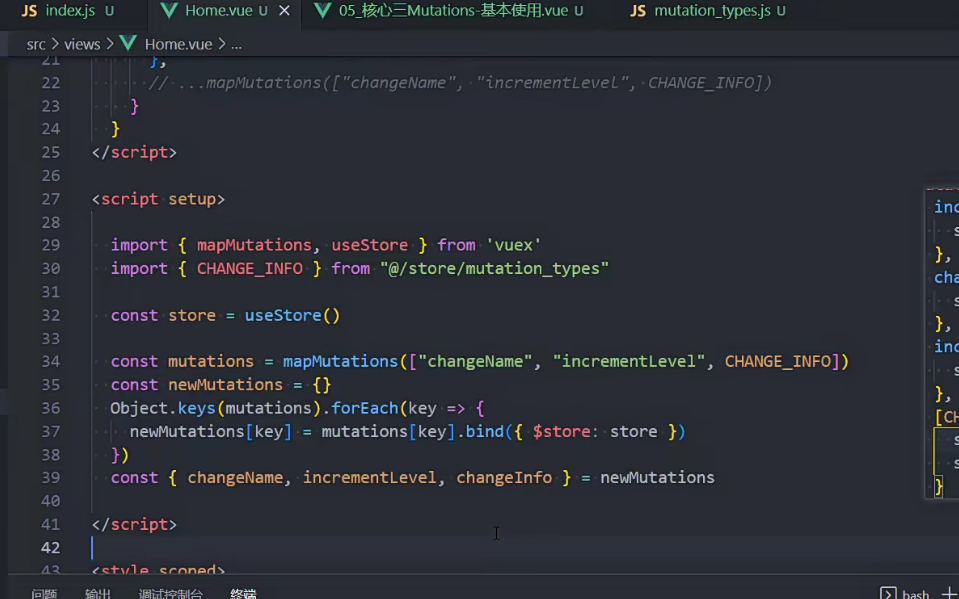 JS index.js U Home.vue U × 05_核心三Mutations-基本使用.vue U JS mutation_types.js U
src > views > Home.vue > ...
21 },
22 // ...mapMutations(["changeName", "incrementLevel", CHANGE_INFO])
23 }
24 }
25 </script>
26
27 <script setup>
28
29 import { mapMutations, useStore } from 'vuex'
30 import { CHANGE_INFO } from "@/store/mutation_types"
31
32 const store = useStore()
33
34 const mutations = mapMutations(["changeName", "incrementLevel", CHANGE_INFO])
35 const newMutations = {}
36 Object.keys(mutations).forEach(key => {
37 newMutations[key] = mutations[key].bind({ $store: store })
38 })
39 const { changeName, incrementLevel, changeInfo } = newMutations
40
41 </script>
42
43 <style scoped>
inc
s
},
cha
s
},
inc
s
},
[CH
s
s
}
问题 输出 调试控制台 终端 bash